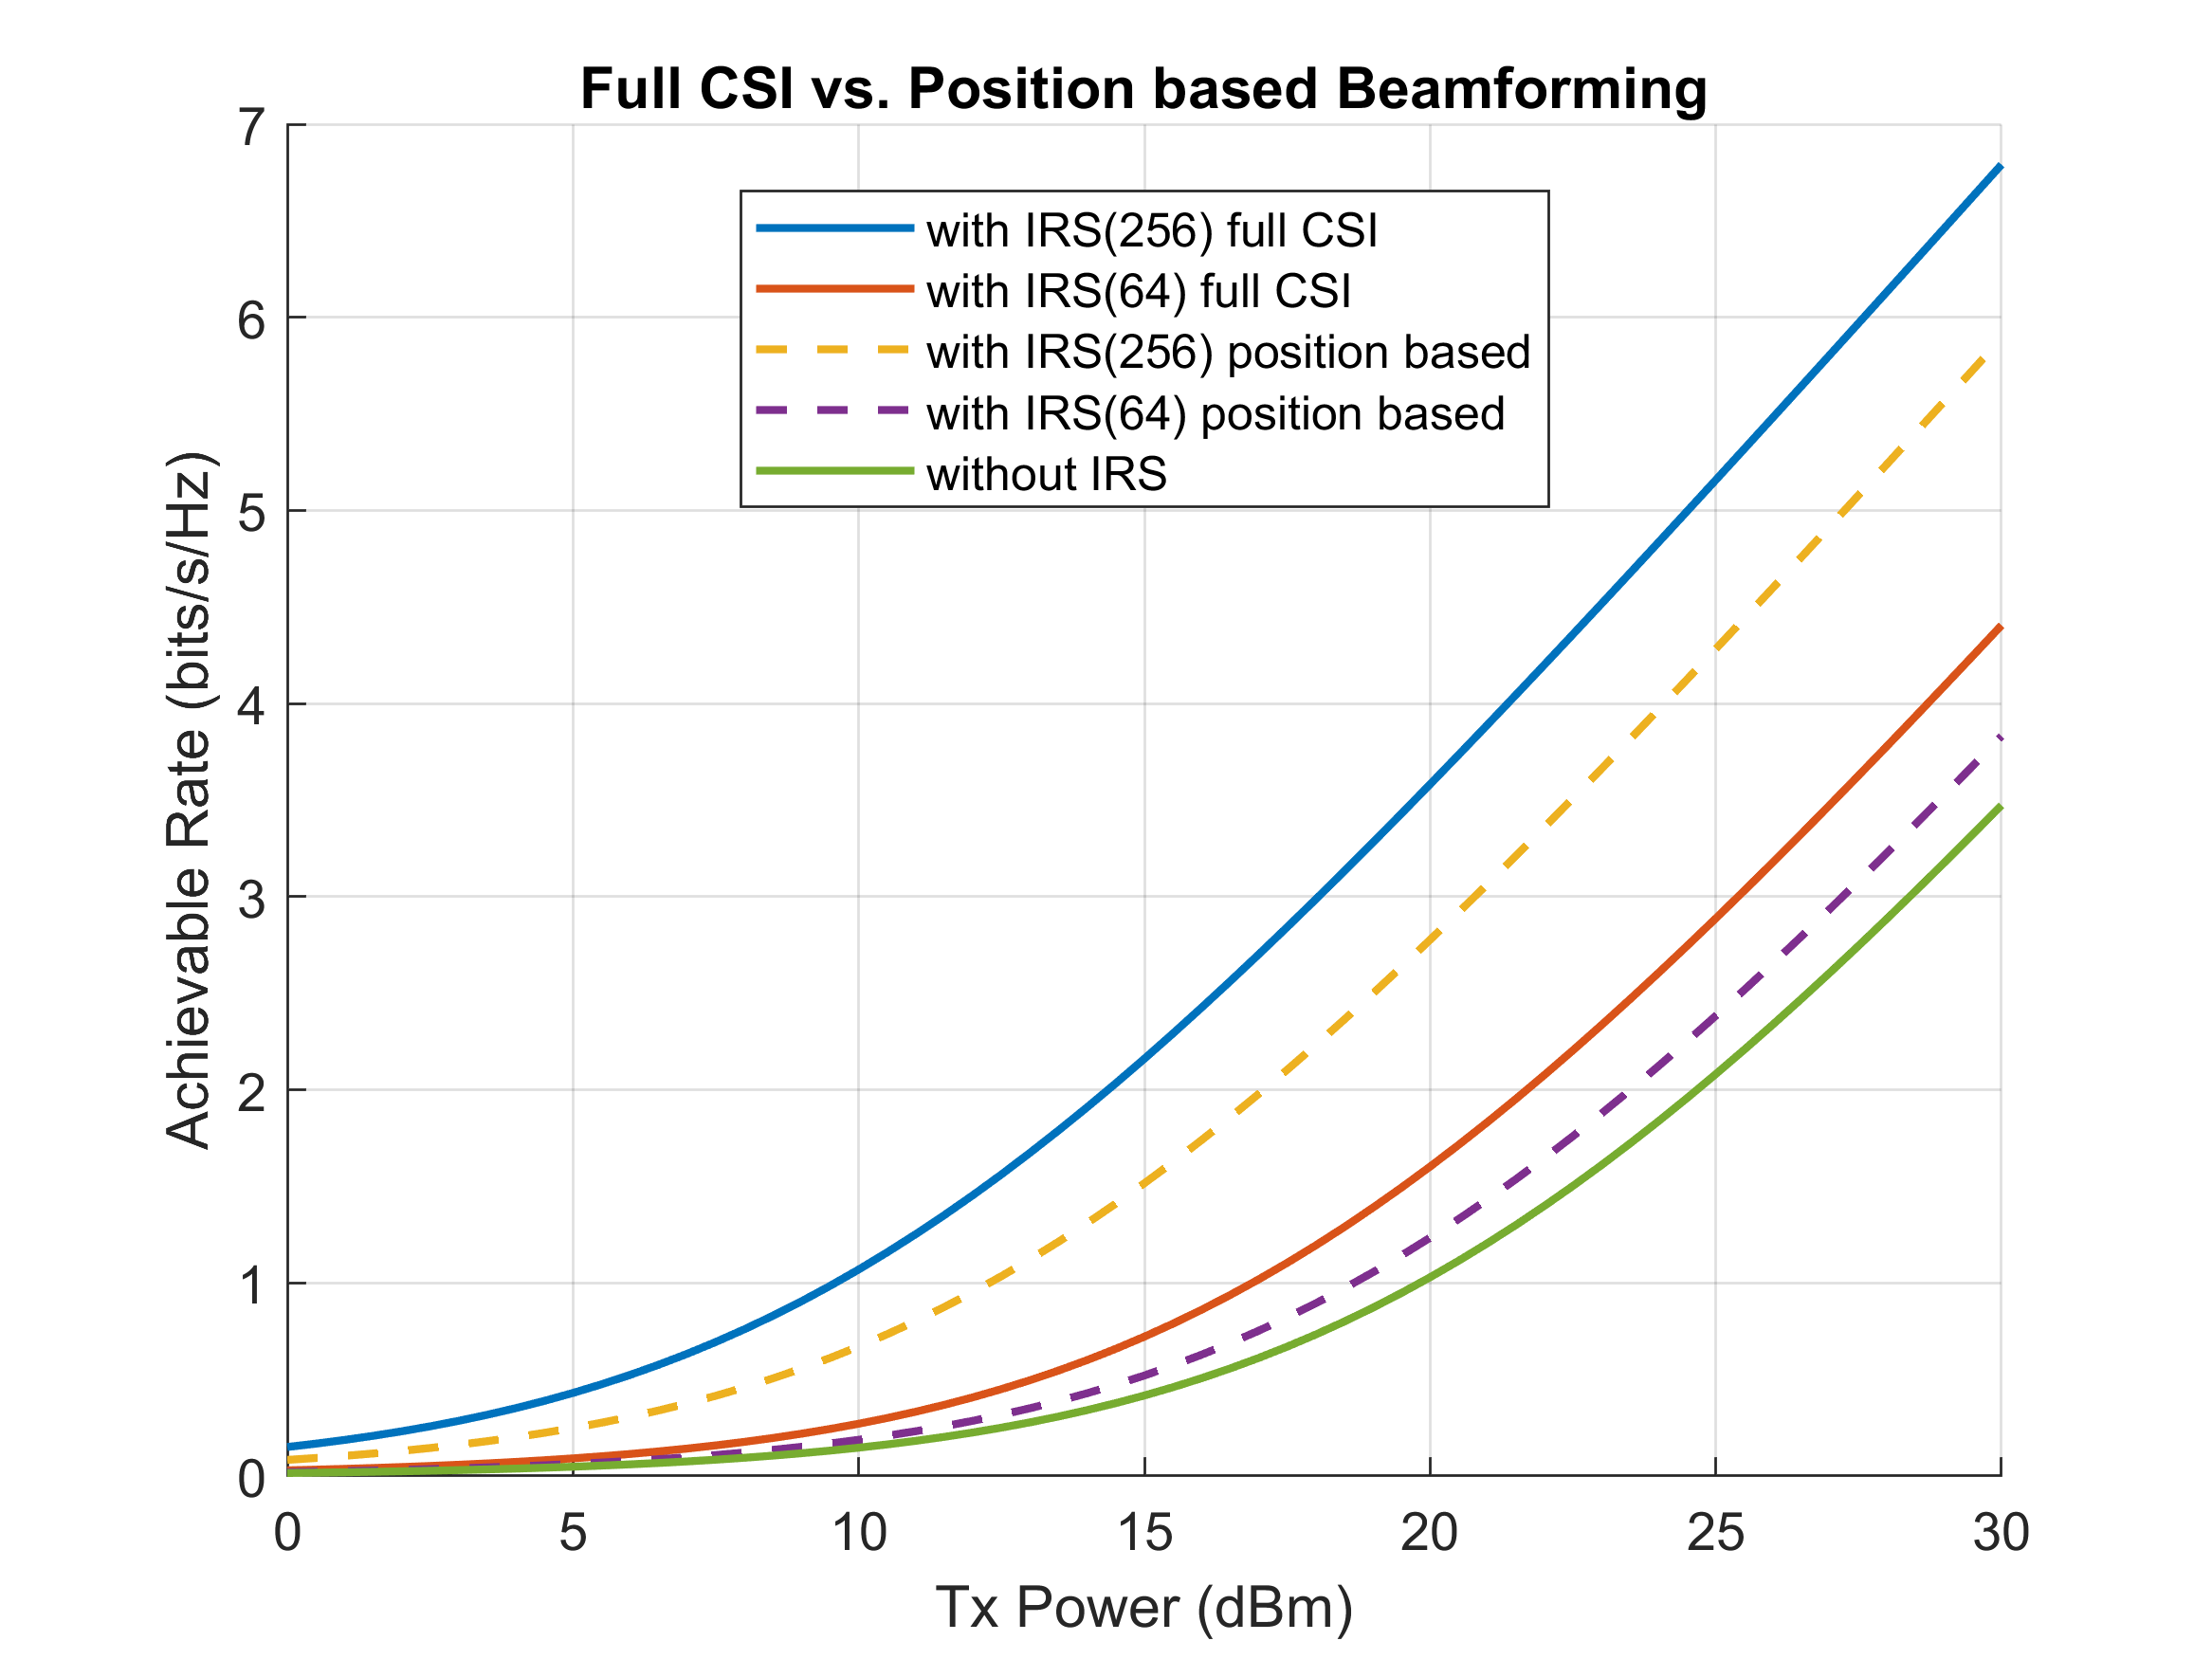 Full CSI vs. Position based Beamforming
7
6
5
4
3
2
1
0
Achievable Rate (bits/s/Hz)
with IRS(256) full CSI
with IRS(64) full CSI
with IRS(256) position based
with IRS(64) position based
without IRS
0 5 10 15 20 25 30
Tx Power (dBm)